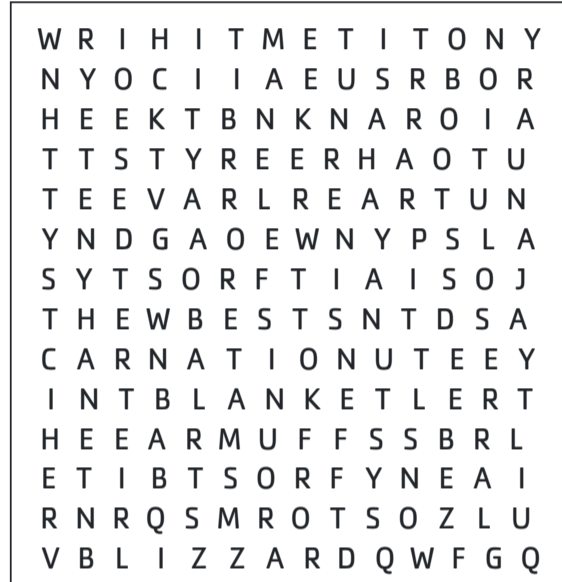 W R I H I T M E T I T O N Y
N Y O C I I A E U S R B O R
H E E K T B N K N A R O I A
T T S T Y R E E R H A O T U
T E E V A R L R E A R T U N
Y N D G A O E W N Y P S L A
S Y T S O R F T I A I S O J
T H E W B E S T S N T D S A
C A R N A T I O N U T E E Y
I N T B L A N K E T L E R T
H E E A R M U F F S S B R L
E T I B T S O R F Y N E A I
R N R Q S M R O T S O Z L U
V B L I Z Z A R D Q W F G Q